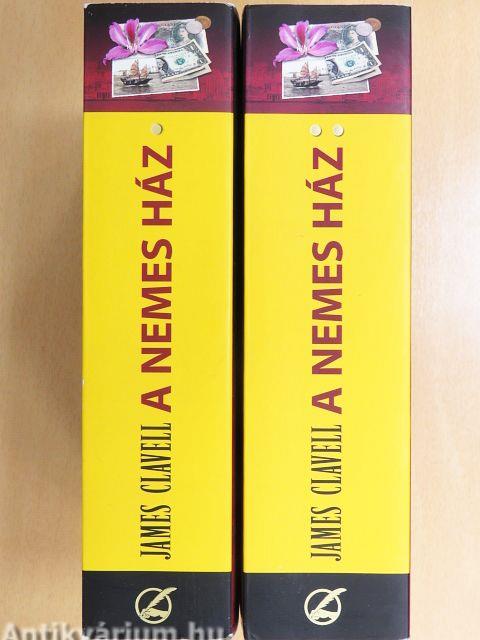 JAMES CLAVELL A NEMES HÁZ
JAMES CLAVELL A NEMES HÁZ
Antikvárium.hu